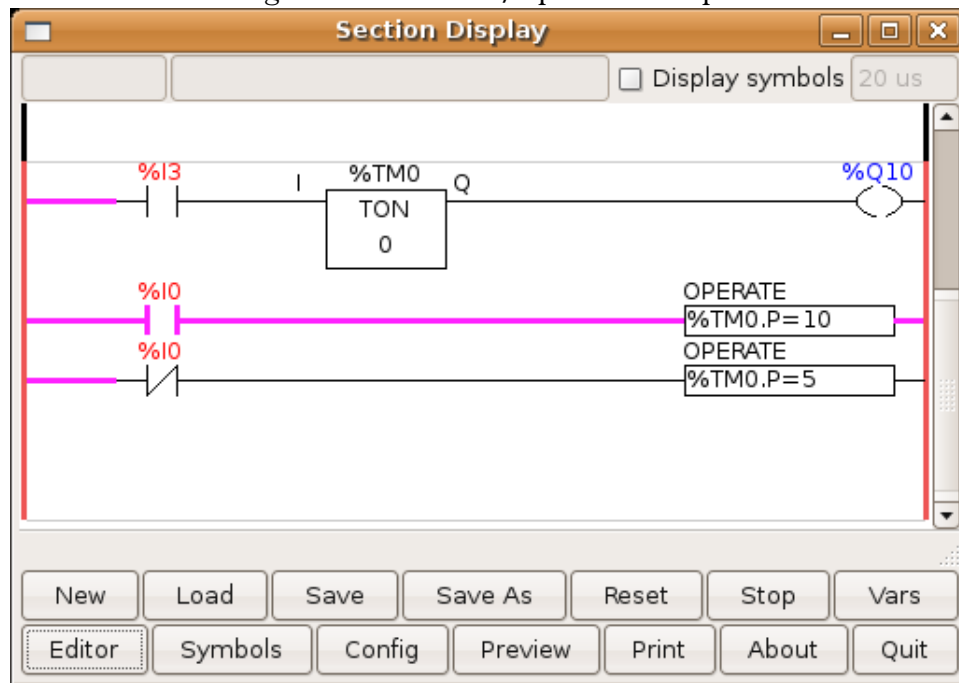 Section Display
Display symbols 20 us
%I3 %TM0 %Q10
I Q
TON
0
%I0 OPERATE
%TM0.P=10
%I0 OPERATE
%TM0.P=5
New Load Save Save As Reset Stop Vars
Editor Symbols Config Preview Print About Quit